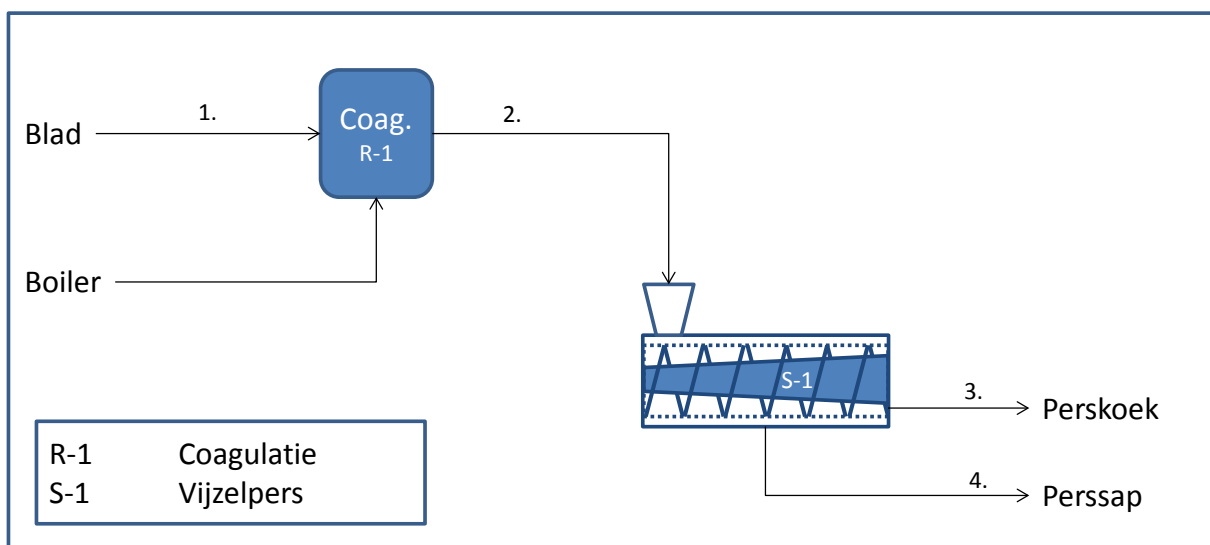 Blad
1.
Coag.
R-1
2.
Boiler
S-1
3.
Perskoek
4.
Perssap
R-1 Coagulatie
S-1 Vijzelpers